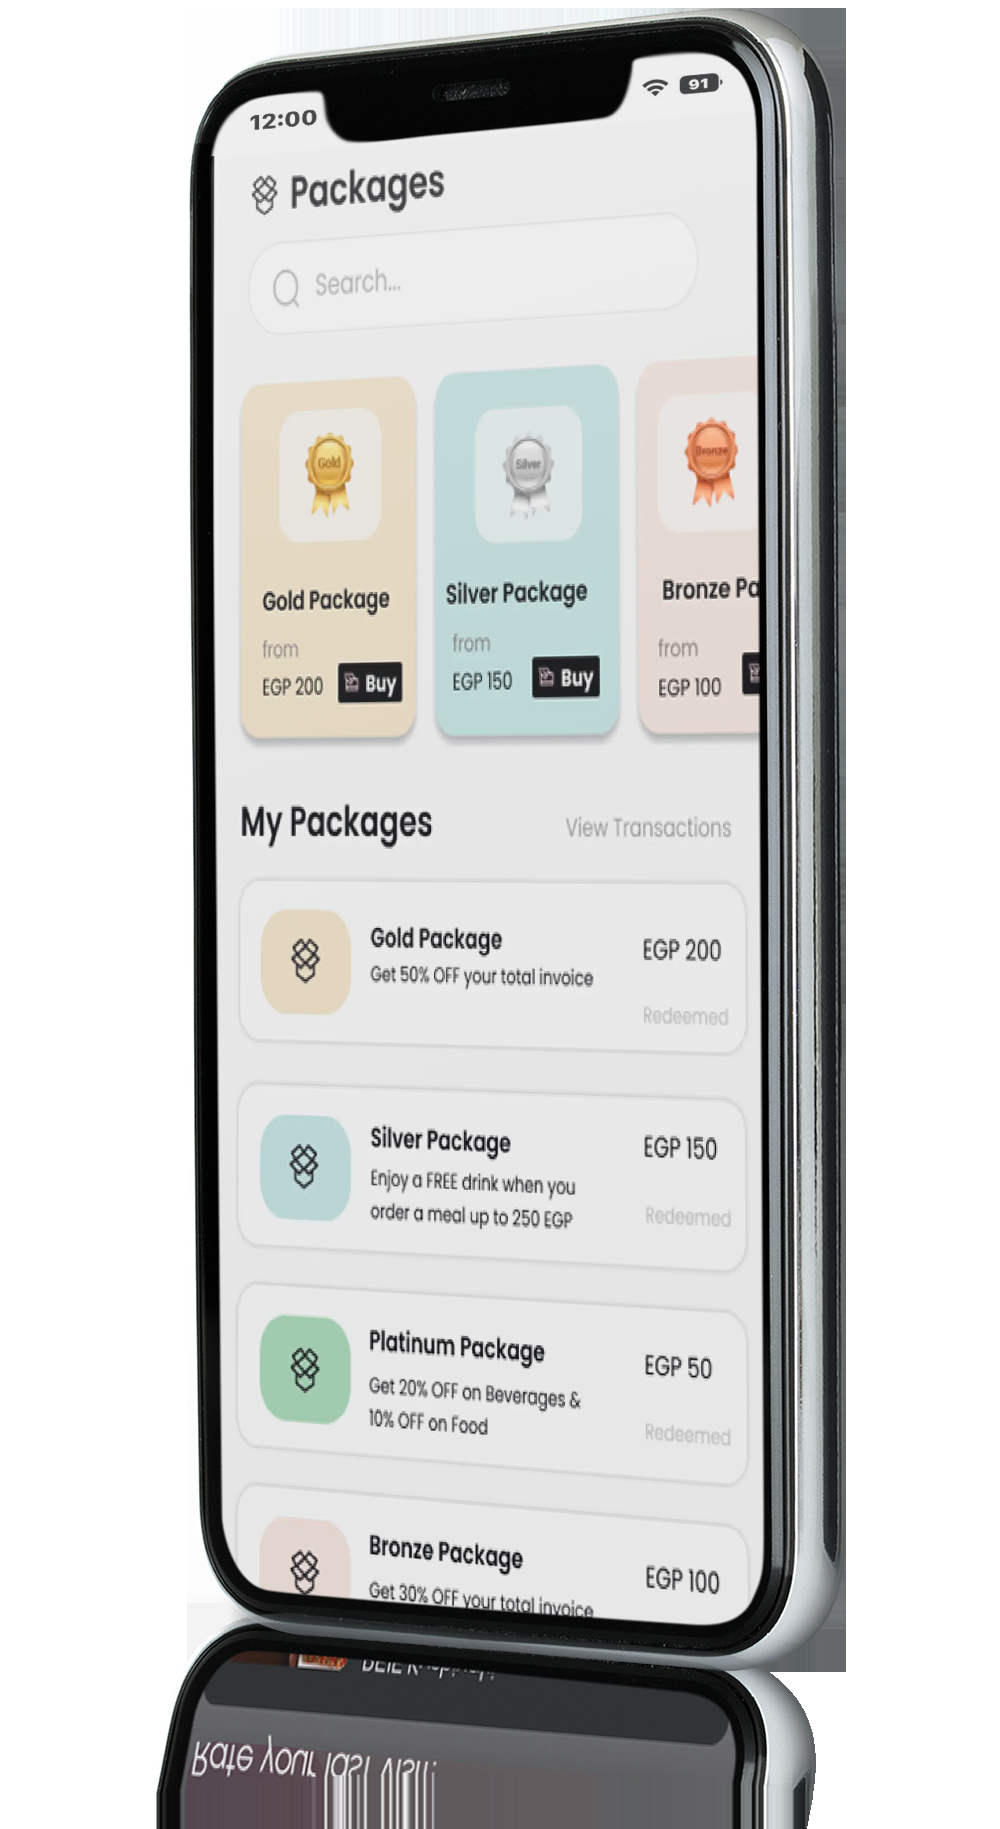 12:00
91
Packages
Search...
Gold
Silver
Bronze
Gold Package
Silver Package
Bronze Pa
from
from
from
EGP 200
Buy
EGP 150
Buy
EGP 100
My Packages
View Transactions
Gold Package
EGP 200
Get 50% OFF your total invoice
Redeemed
Silver Package
EGP 150
Enjoy a FREE drink when you
order a meal up to 250 EGP
Redeemed
Platinum Package
EGP 50
Get 20% OFF on Beverages &
10% OFF on Food
Redeemed
Bronze Package
EGP 100
Get 30% OFF your total invoice
Rate your last visit: